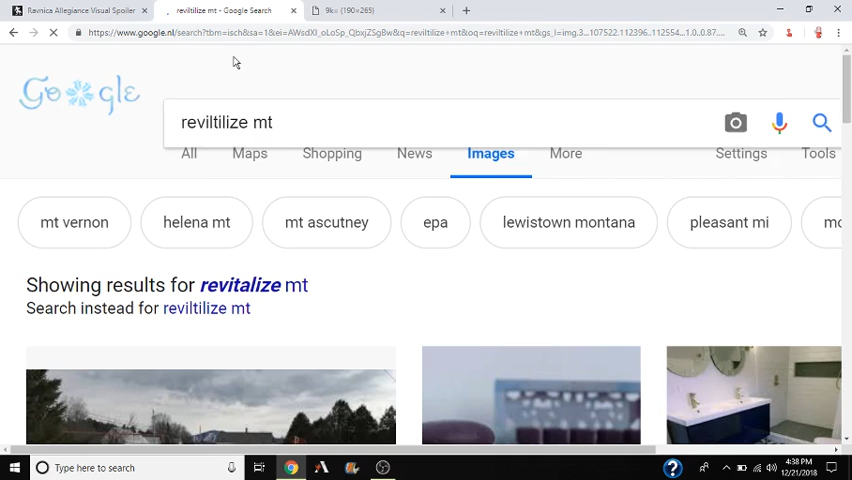 Ravnica Allegiance Visual Spoiler
reviltilize mt - Google Search
9k= (190×265)
https://www.google.nl/search?tbm=isch&sa=1&ei=AWsdXI_oLoSp_QbxjZSgBw&q=reviltilize+mt&oq=reviltilize+mt&gs_l=img.3...107522.112396..112554...1.0..0.87....
Google
reviltilize mt
All
Maps
Shopping
News
Images
More
Settings
Tools
mt vernon
helena mt
mt ascutney
epa
lewistown montana
pleasant mi
mo
Showing results for revitalize mt
Search instead for reviltilize mt
Type here to search
4:38 PM
12/21/2018